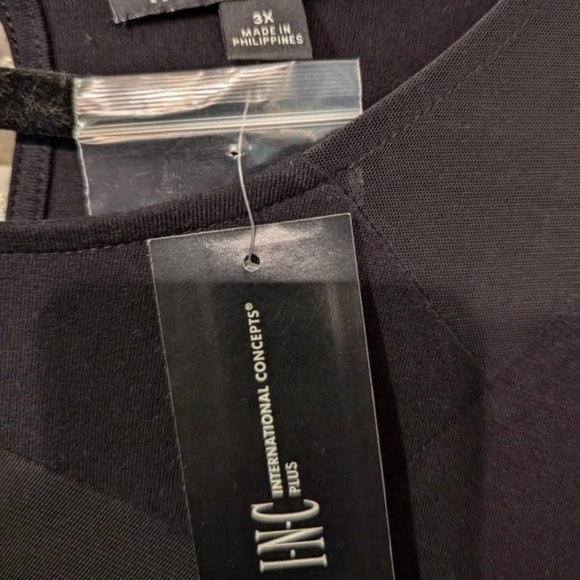 3X
MADE IN
PHILIPPINES
I·N·C INTERNATIONAL CONCEPTS®
PLUS